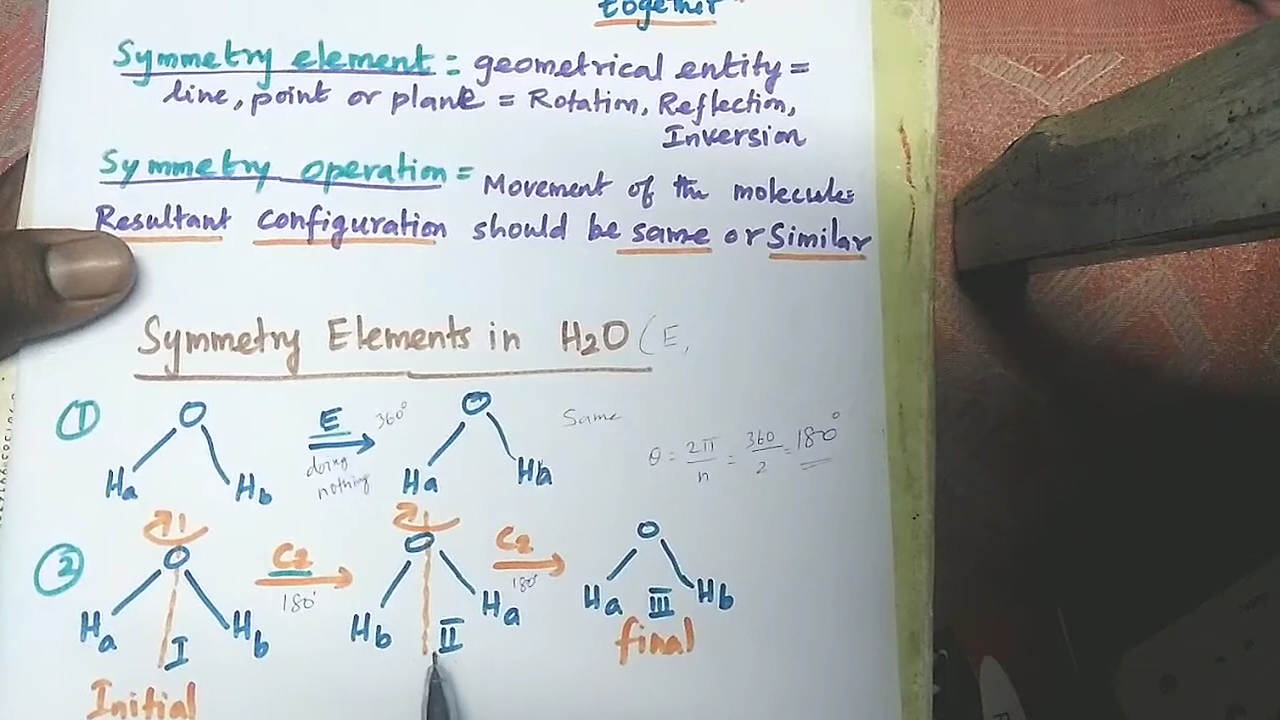 together"
Symmetry element = geometrical entity =
line, point or plane = Rotation, Reflection,
Inversion
Symmetry operation = Movement of the molecule =
Resultant configuration should be same or Similar
Symmetry Elements in H2O (E,
① O E 360° O Same θ = 2π/n = 360/2 = 180°
Ha Hb doing nothing Ha Hb
② O C2 180° O C2 180° O
Ha I Hb Hb II Ha Ha III Hb
Initial final